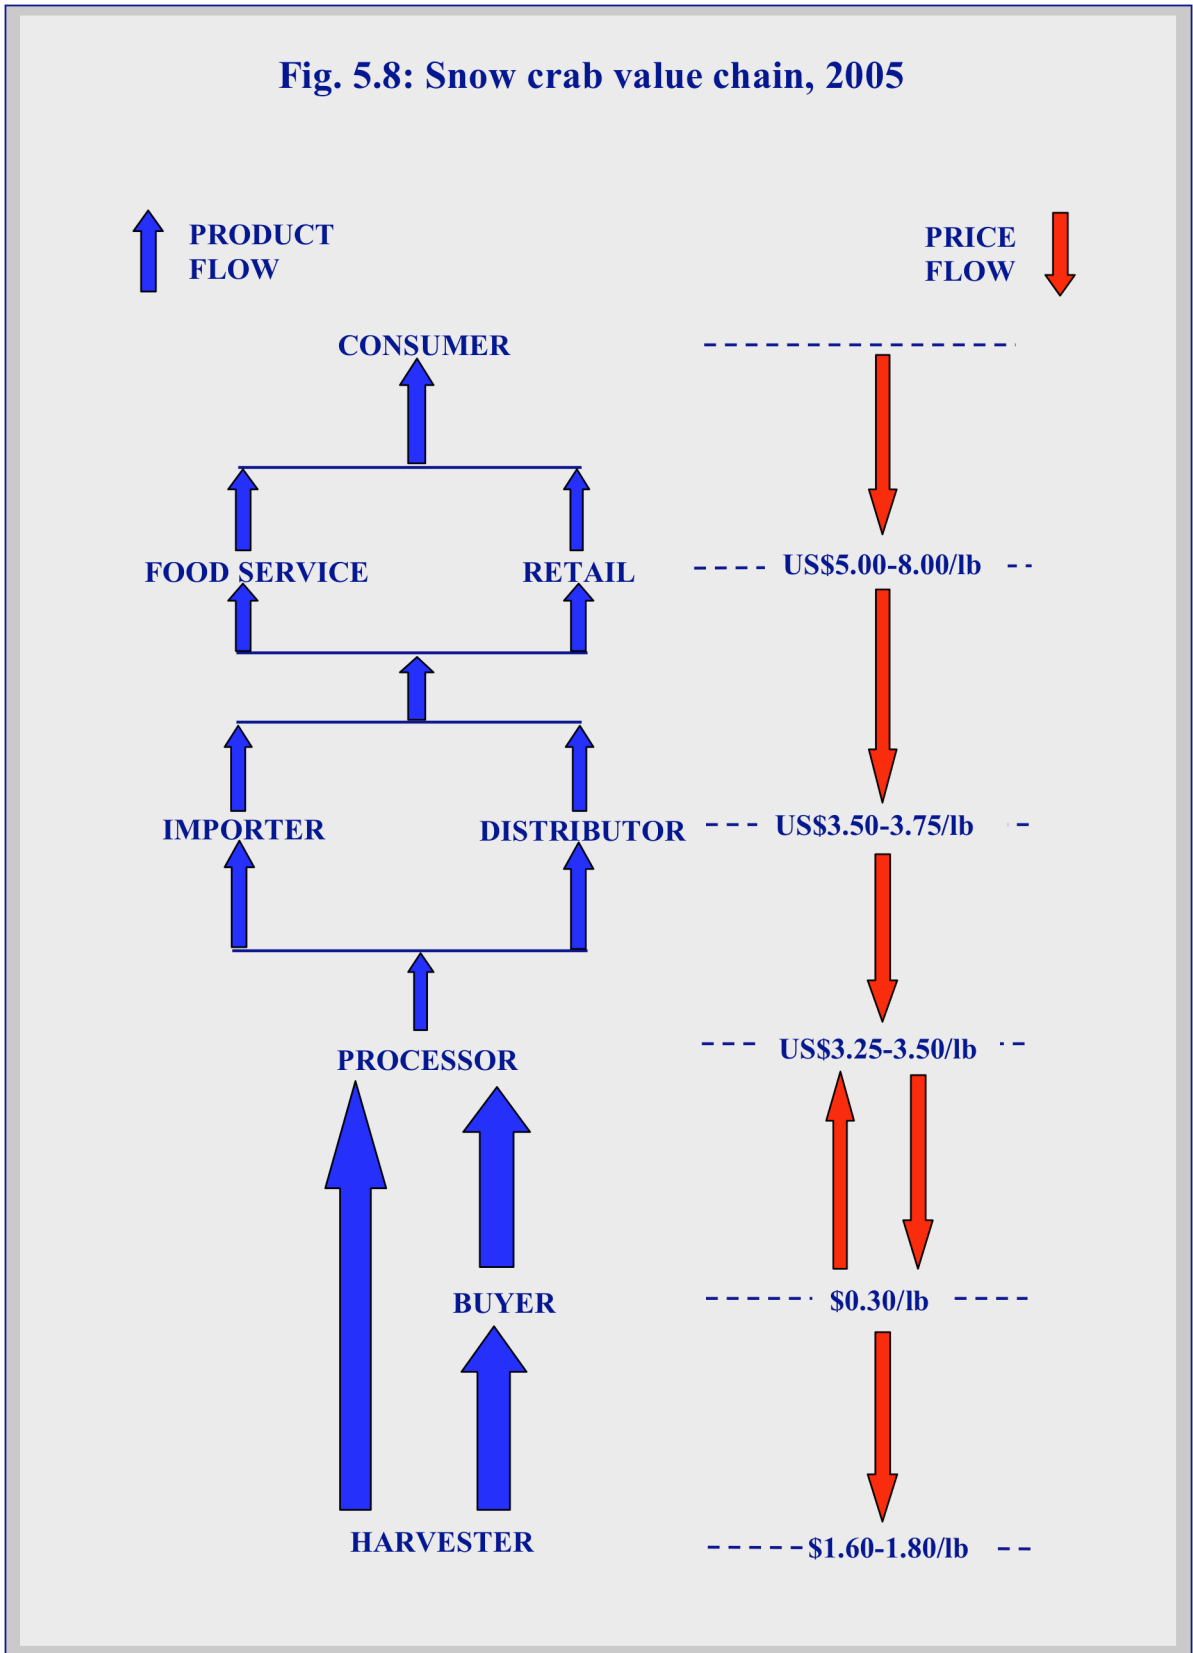 Fig. 5.8: Snow crab value chain, 2005
PRODUCT
FLOW
PRICE
FLOW
CONSUMER
FOOD SERVICE
RETAIL
US$5.00-8.00/lb
IMPORTER
DISTRIBUTOR
US$3.50-3.75/lb
PROCESSOR
US$3.25-3.50/lb
BUYER
$0.30/lb
HARVESTER
$1.60-1.80/lb